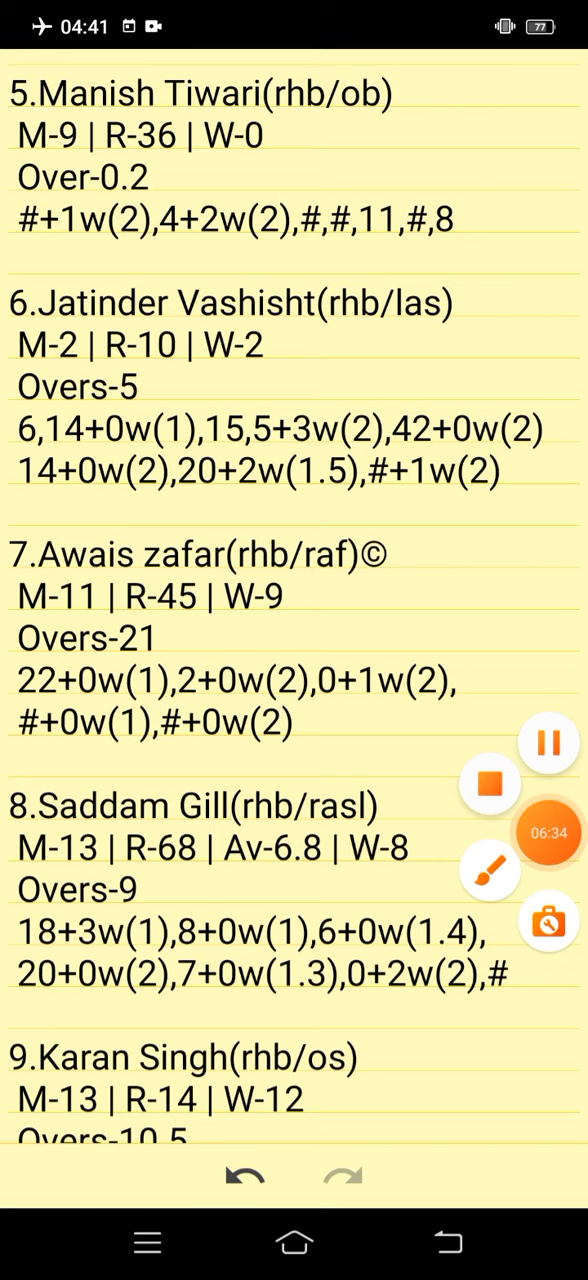 04:41
77
5.Manish Tiwari(rhb/ob)
M-9 | R-36 | W-0
Over-0.2
#+1w(2),4+2w(2),#,#,11,#,8
6.Jatinder Vashisht(rhb/las)
M-2 | R-10 | W-2
Overs-5
6,14+0w(1),15,5+3w(2),42+0w(2)
14+0w(2),20+2w(1.5),#+1w(2)
7.Awais zafar(rhb/raf)©
M-11 | R-45 | W-9
Overs-21
22+0w(1),2+0w(2),0+1w(2),
#+0w(1),#+0w(2)
06:34
8.Saddam Gill(rhb/rasl)
M-13 | R-68 | Av-6.8 | W-8
Overs-9
18+3w(1),8+0w(1),6+0w(1.4),
20+0w(2),7+0w(1.3),0+2w(2),#
9.Karan Singh(rhb/os)
M-13 | R-14 | W-12
Overs-10.5